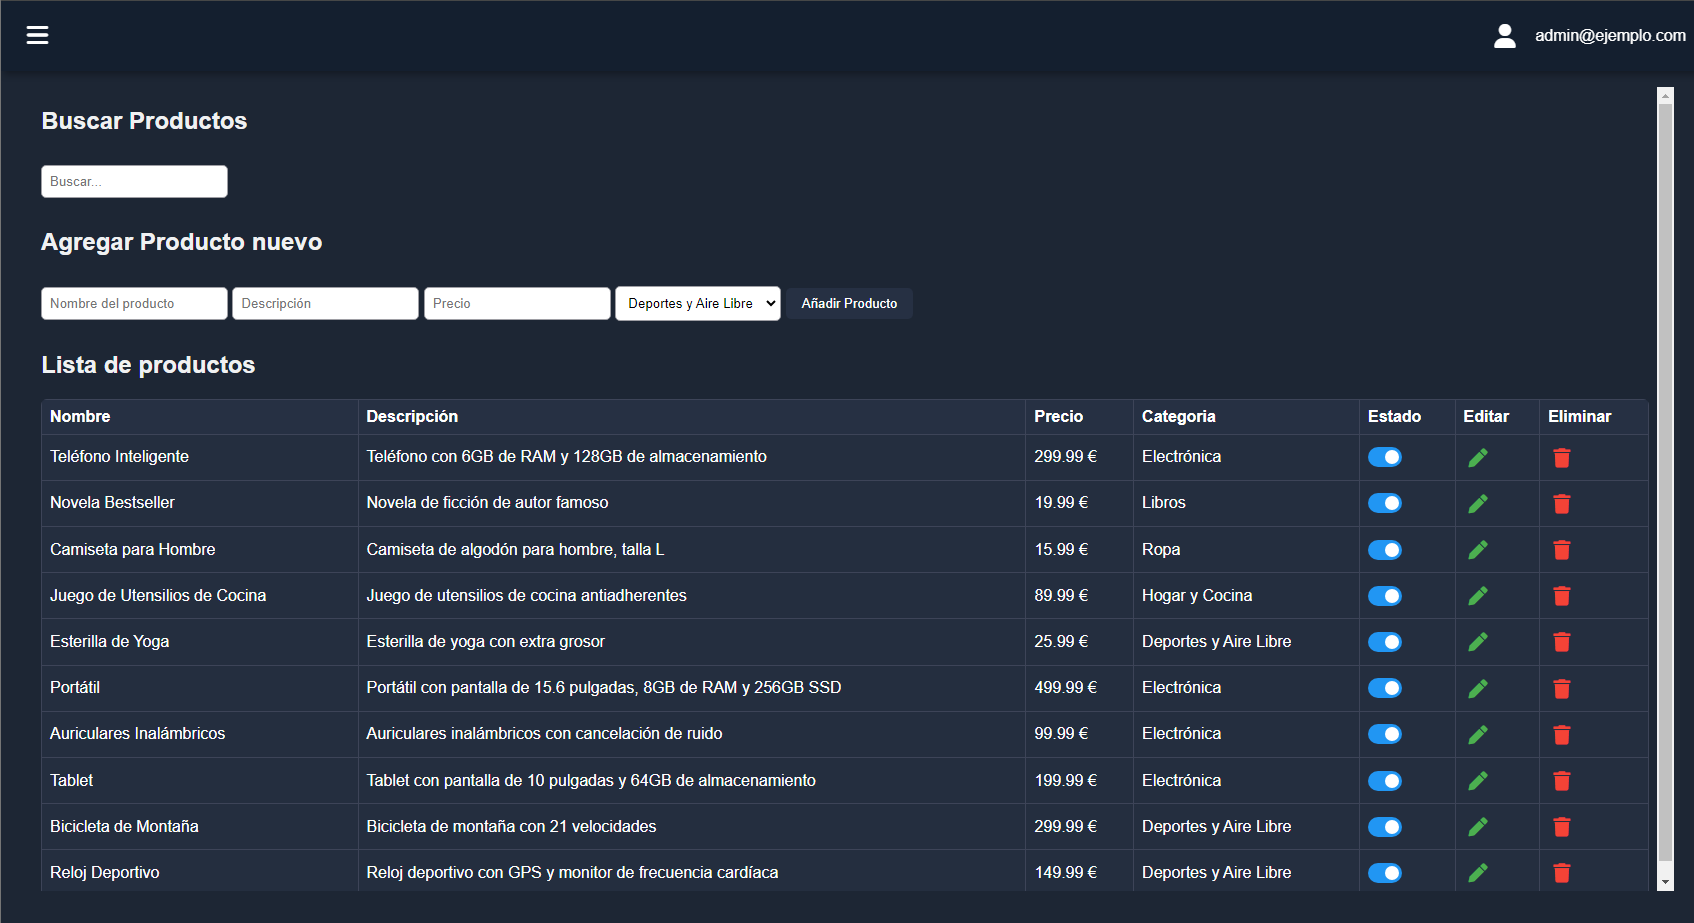 admin@ejemplo.com
Buscar Productos
Buscar...
Agregar Producto nuevo
Nombre del producto Descripción Precio Deportes y Aire Libre Añadir Producto
Lista de productos
Nombre Descripción Precio Categoria Estado Editar Eliminar
Teléfono Inteligente Teléfono con 6GB de RAM y 128GB de almacenamiento 299.99 € Electrónica
Novela Bestseller Novela de ficción de autor famoso 19.99 € Libros
Camiseta para Hombre Camiseta de algodón para hombre, talla L 15.99 € Ropa
Juego de Utensilios de Cocina Juego de utensilios de cocina antiadherentes 89.99 € Hogar y Cocina
Esterilla de Yoga Esterilla de yoga con extra grosor 25.99 € Deportes y Aire Libre
Portátil Portátil con pantalla de 15.6 pulgadas, 8GB de RAM y 256GB SSD 499.99 € Electrónica
Auriculares Inalámbricos Auriculares inalámbricos con cancelación de ruido 99.99 € Electrónica
Tablet Tablet con pantalla de 10 pulgadas y 64GB de almacenamiento 199.99 € Electrónica
Bicicleta de Montaña Bicicleta de montaña con 21 velocidades 299.99 € Deportes y Aire Libre
Reloj Deportivo Reloj deportivo con GPS y monitor de frecuencia cardíaca 149.99 € Deportes y Aire Libre